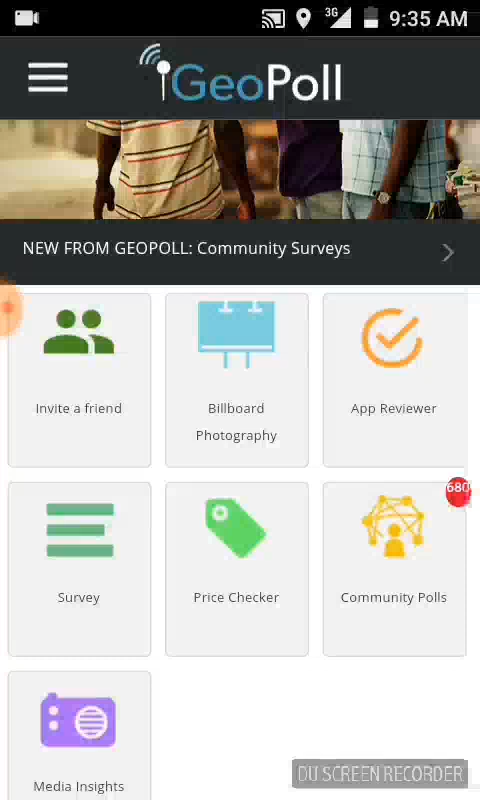 3G
9:35 AM
GeoPoll
NEW FROM GEOPOLL: Community Surveys
Invite a friend
Billboard
Photography
App Reviewer
680
Survey
Price Checker
Community Polls
Media Insights
DU SCREEN RECORDER